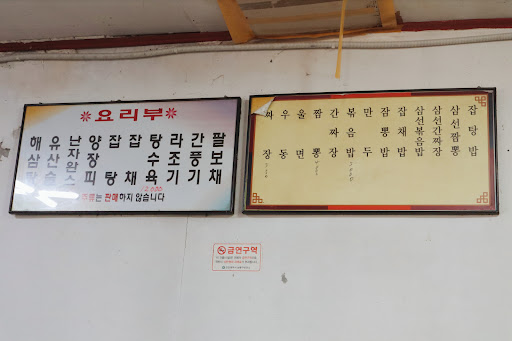 요리부
해삼탕
유산슬
난자완스
양장피
잡탕
잡채
탕수육
라조기
간풍기
팔보채
주류는 판매하지 않습니다
짜장
우동
울면
짬뽕
간짜장
볶음밥
만두
짬뽕밥
잡채밥
삼선볶음밥
삼선간짜장
삼선짬뽕
잡탕밥
금연구역